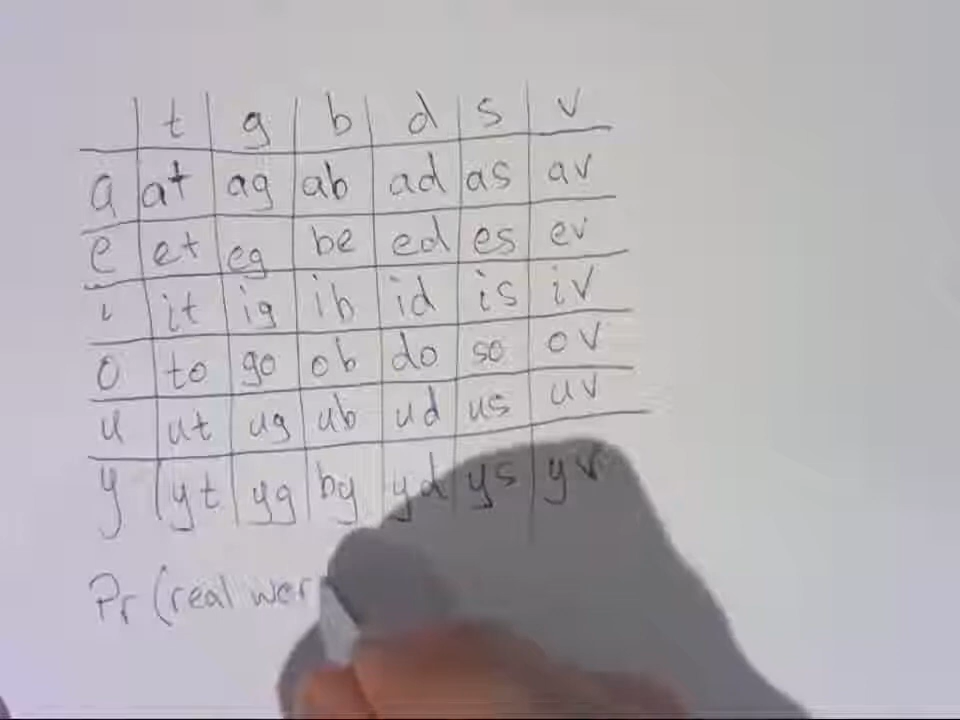 t g b d s v
a at ag ab ad as av
e et eg be ed es ev
i it ig ib id is iv
o to go ob do so ov
u ut ug ub ud us uv
y yt yg by yd ys yv
Pr (real wor